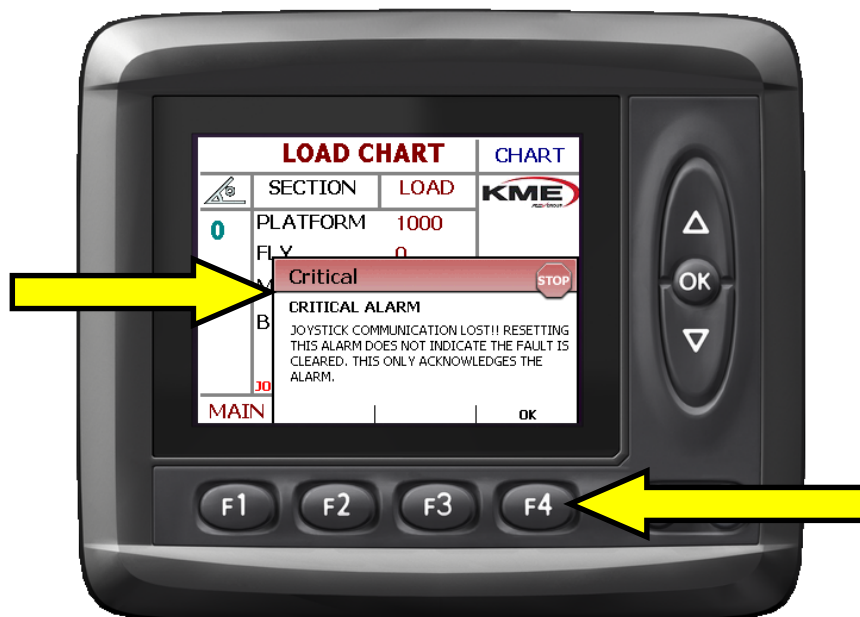 LOAD CHART
CHART
SECTION
LOAD
KME
0
PLATFORM
1000
FLY
0
M
Critical
STOP
B
CRITICAL ALARM
JOYSTICK COMMUNICATION LOST!! RESETTING
THIS ALARM DOES NOT INDICATE THE FAULT IS
CLEARED. THIS ONLY ACKNOWLEDGES THE
ALARM.
JO
MAIN
OK
OK
F1
F2
F3
F4